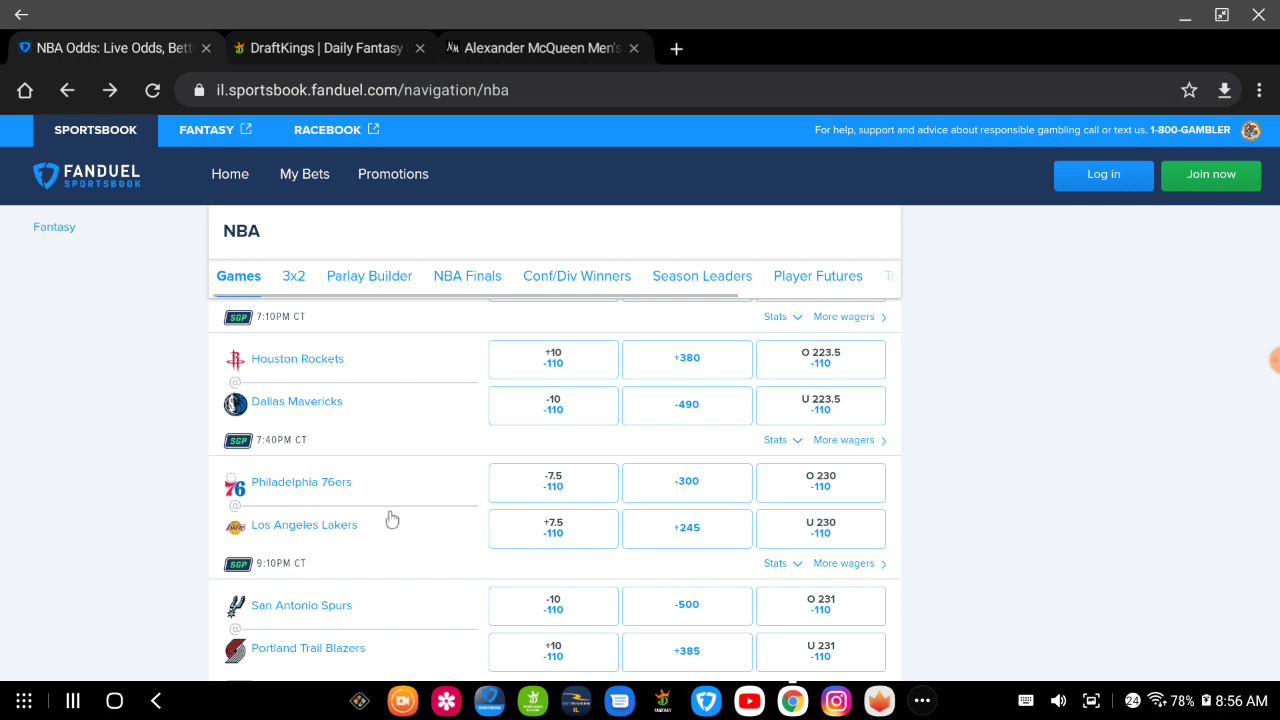 NBA Odds: Live Odds, Bett
DraftKings | Daily Fantasy
Alexander McQueen Men's
il.sportsbook.fanduel.com/navigation/nba
SPORTSBOOK FANTASY RACEBOOK
For help, support and advice about responsible gambling call or text us. 1-800-GAMBLER
FANDUEL
SPORTSBOOK
Home My Bets Promotions
Log in Join now
Fantasy
NBA
Games 3x2 Parlay Builder NBA Finals Conf/Div Winners Season Leaders Player Futures To
SGP 7:10PM CT Stats More wagers
Houston Rockets
+10
-110
+380
O 223.5
-110
@
Dallas Mavericks
-10
-110
-490
U 223.5
-110
SGP 7:40PM CT Stats More wagers
Philadelphia 76ers
-7.5
-110
-300
O 230
-110
@
Los Angeles Lakers
+7.5
-110
+245
U 230
-110
SGP 9:10PM CT Stats More wagers
San Antonio Spurs
-10
-110
-500
O 231
-110
@
Portland Trail Blazers
+10
-110
+385
U 231
-110
24 78% 8:56 AM